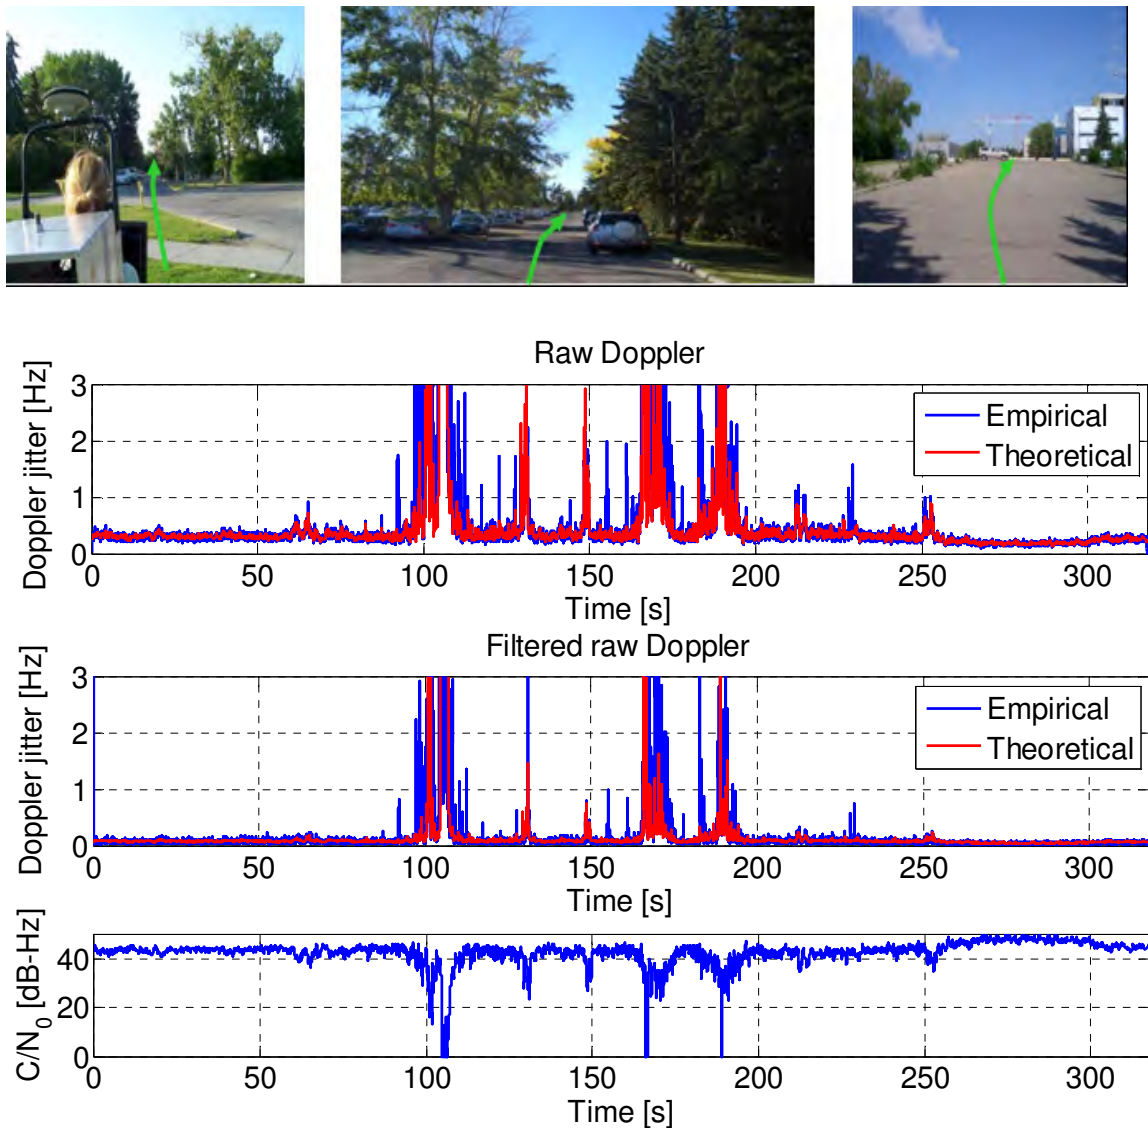 Raw Doppler
Doppler jitter [Hz]
3
2
1
0
Empirical
Theoretical
0 50 100 150 200 250 300
Time [s]
Filtered raw Doppler
Doppler jitter [Hz]
3
2
1
0
Empirical
Theoretical
0 50 100 150 200 250 300
Time [s]
C/N0 [dB-Hz]
40
20
0
0 50 100 150 200 250 300
Time [s]